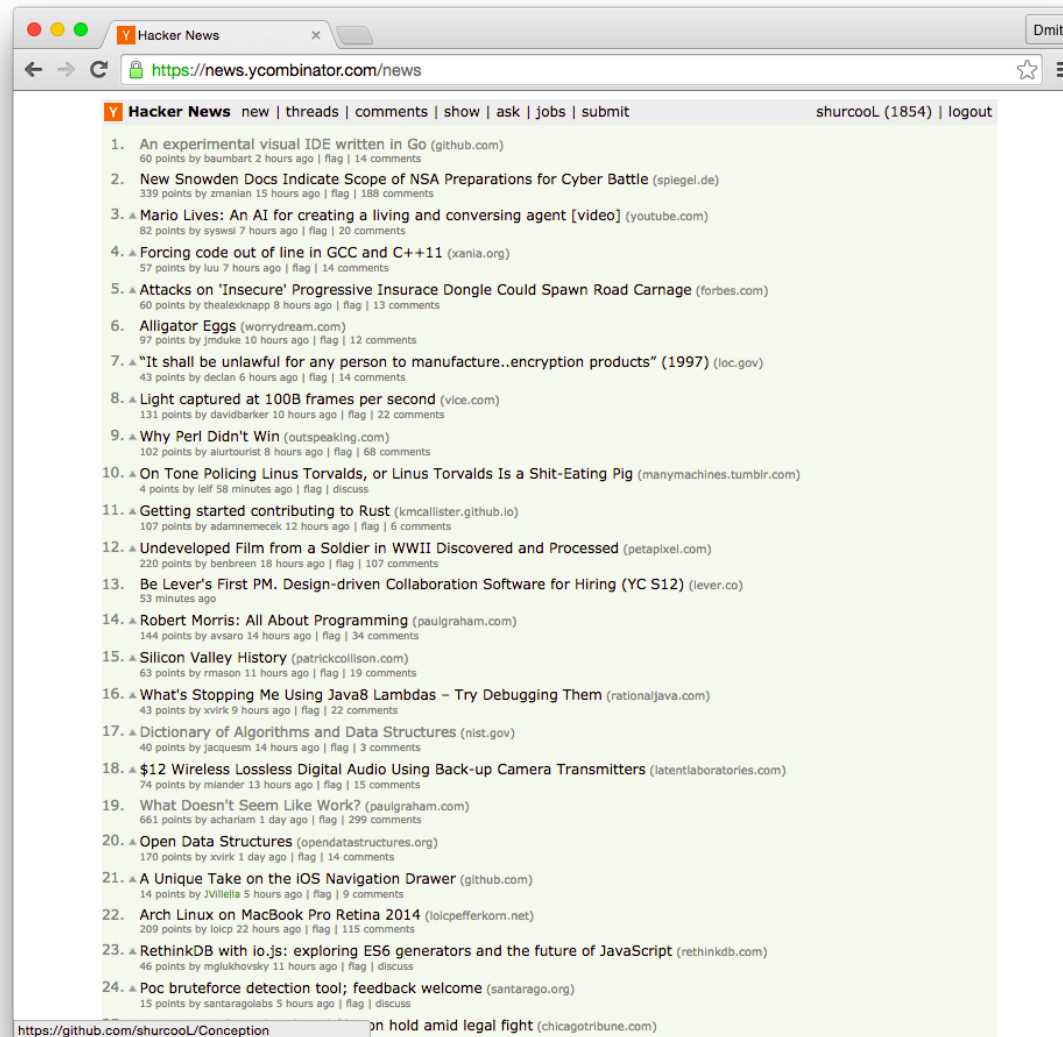 Y Hacker News ×
Dmit
https://news.ycombinator.com/news
Y Hacker News new | threads | comments | show | ask | jobs | submit shurcooL (1854) | logout
1. An experimental visual IDE written in Go (github.com)
60 points by baumbart 2 hours ago | flag | 14 comments
2. New Snowden Docs Indicate Scope of NSA Preparations for Cyber Battle (spiegel.de)
339 points by zmanian 15 hours ago | flag | 188 comments
3. Mario Lives: An AI for creating a living and conversing agent [video] (youtube.com)
82 points by syswsi 7 hours ago | flag | 20 comments
4. Forcing code out of line in GCC and C++11 (xania.org)
57 points by luu 7 hours ago | flag | 14 comments
5. Attacks on 'Insecure' Progressive Insurace Dongle Could Spawn Road Carnage (forbes.com)
60 points by thealexknapp 8 hours ago | flag | 13 comments
6. Alligator Eggs (worrydream.com)
97 points by jmduke 10 hours ago | flag | 12 comments
7. “It shall be unlawful for any person to manufacture..encryption products” (1997) (loc.gov)
43 points by declan 6 hours ago | flag | 14 comments
8. Light captured at 100B frames per second (vice.com)
131 points by davidbarker 10 hours ago | flag | 22 comments
9. Why Perl Didn't Win (outspeaking.com)
102 points by aiurtourist 8 hours ago | flag | 68 comments
10. On Tone Policing Linus Torvalds, or Linus Torvalds Is a Shit-Eating Pig (manymachines.tumblr.com)
4 points by lelf 58 minutes ago | flag | discuss
11. Getting started contributing to Rust (kmcallister.github.io)
107 points by adamnemecek 12 hours ago | flag | 6 comments
12. Undeveloped Film from a Soldier in WWII Discovered and Processed (petapixel.com)
220 points by benbreen 18 hours ago | flag | 107 comments
13. Be Lever's First PM. Design-driven Collaboration Software for Hiring (YC S12) (lever.co)
53 minutes ago
14. Robert Morris: All About Programming (paulgraham.com)
144 points by avsaro 14 hours ago | flag | 34 comments
15. Silicon Valley History (patrickcollison.com)
63 points by rmason 11 hours ago | flag | 19 comments
16. What's Stopping Me Using Java8 Lambdas – Try Debugging Them (rationaljava.com)
43 points by xvirk 9 hours ago | flag | 22 comments
17. Dictionary of Algorithms and Data Structures (nist.gov)
40 points by jacquesm 14 hours ago | flag | 3 comments
18. $12 Wireless Lossless Digital Audio Using Back-up Camera Transmitters (latentlaboratories.com)
74 points by miander 13 hours ago | flag | 15 comments
19. What Doesn't Seem Like Work? (paulgraham.com)
661 points by achariam 1 day ago | flag | 299 comments
20. Open Data Structures (opendatastructures.org)
170 points by xvirk 1 day ago | flag | 14 comments
21. A Unique Take on the iOS Navigation Drawer (github.com)
14 points by JVillella 5 hours ago | flag | 9 comments
22. Arch Linux on MacBook Pro Retina 2014 (loicpefferkorn.net)
209 points by loicp 22 hours ago | flag | 115 comments
23. RethinkDB with io.js: exploring ES6 generators and the future of JavaScript (rethinkdb.com)
46 points by mglukhovsky 11 hours ago | flag | discuss
24. Poc bruteforce detection tool; feedback welcome (santarago.org)
15 points by santaragolabs 5 hours ago | flag | discuss
on hold amid legal fight (chicagotribune.com)
https://github.com/shurcooL/Conception